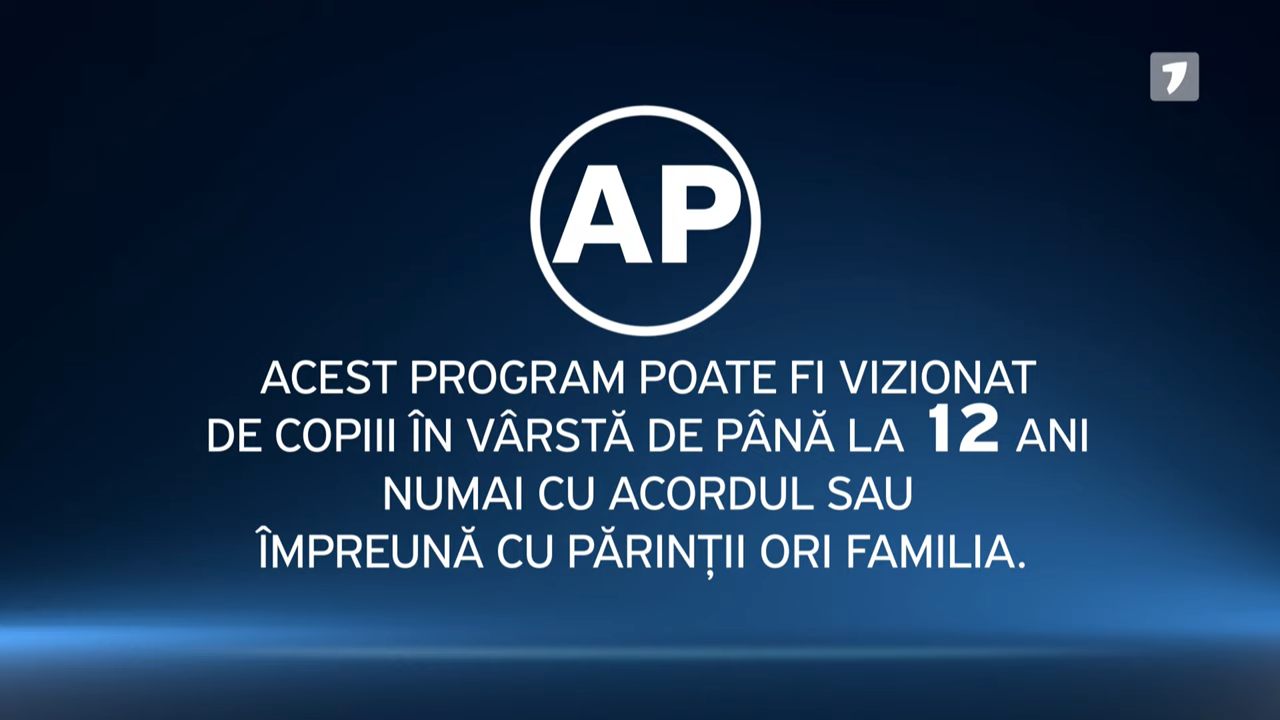 AP
ACEST PROGRAM POATE FI VIZIONAT
DE COPIII ÎN VÂRSTĂ DE PÂNĂ LA 12 ANI
NUMAI CU ACORDUL SAU
ÎMPREUNĂ CU PĂRINȚII ORI FAMILIA.